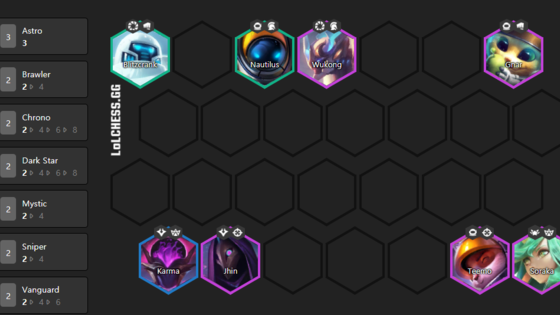 3
Astro
3
2
Brawler
2 4
2
Chrono
2 4 6 8
2
Dark Star
2 4 6 8
2
Mystic
2 4
2
Sniper
2 4
2
Vanguard
2 4 6
LoLCHESS.GG
Blitzcrank
Nautilus
Wukong
Gnar
Karma
Jhin
Teemo
Soraka